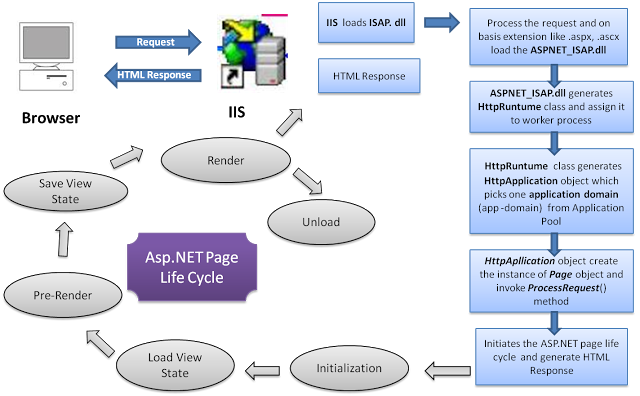 Browser
Request
HTML Response
IIS
IIS loads ISAP. dll
HTML Response
Process the request and on
basis extension like .aspx, .ascx
load the ASPNET_ISAP.dll
ASPNET_ISAP.dll generates
HttpRuntume class and assign it
to worker process
HttpRuntume class generates
HttpApplication object which
picks one application domain
(app -domain) from Application
Pool
HttpApllication object create
the instance of Page object and
invoke ProcessRequest()
method
Initiates the ASP.NET page life
cycle and generate HTML
Response
Initialization
Load View
State
Pre-Render
Save View
State
Render
Unload
Asp.NET Page
Life Cycle